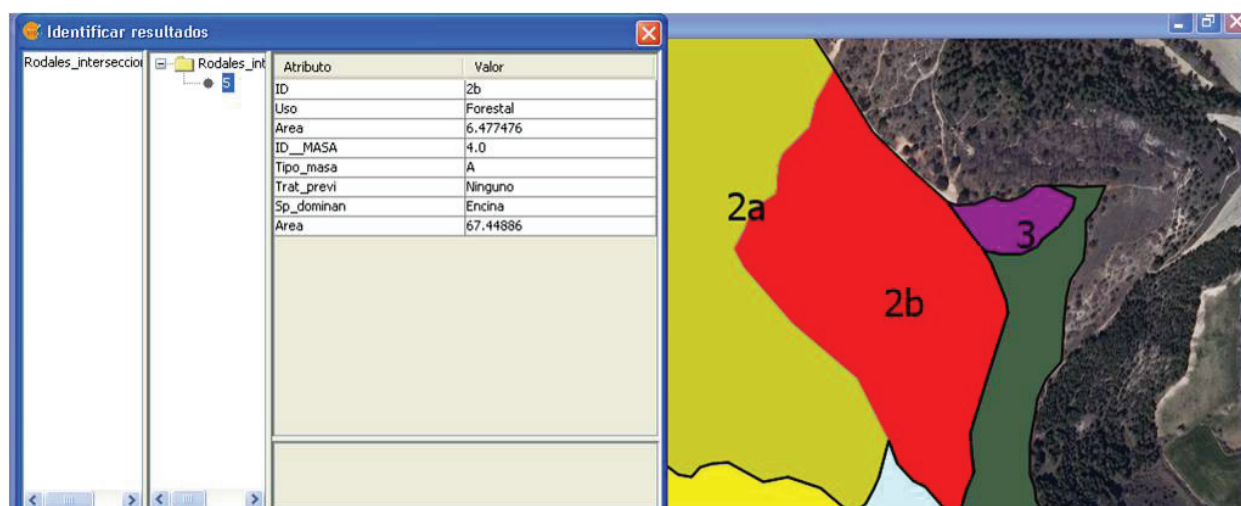 Identificar resultados
Rodales_interseccion
Rodales_int
5
Atributo Valor
ID 2b
Uso Forestal
Area 6.477476
ID__MASA 4.0
Tipo_masa A
Trat_previ Ninguno
Sp_dominan Encina
Area 67.44886
2a
3
2b